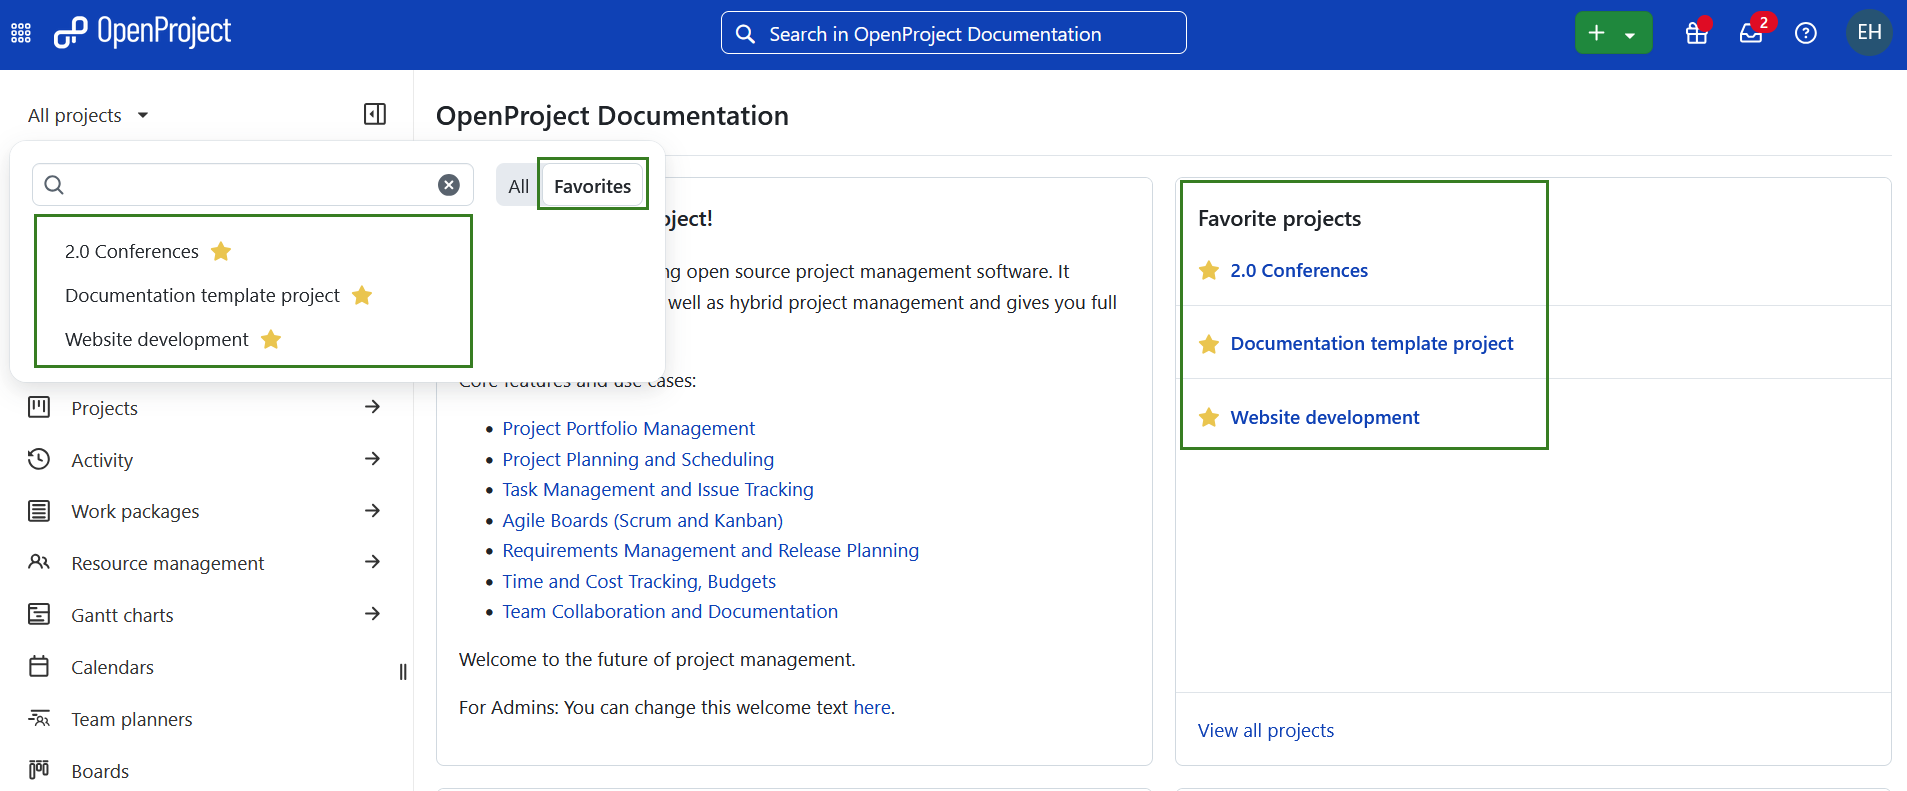 OpenProject
Search in OpenProject Documentation
2
EH
All projects
OpenProject Documentation
All
Favorites
2.0 Conferences
Documentation template project
Website development
Projects
Activity
Work packages
Resource management
Gantt charts
Calendars
Team planners
Boards
open source project management software. It
well as hybrid project management and gives you full
Core features and use cases:
Project Portfolio Management
Project Planning and Scheduling
Task Management and Issue Tracking
Agile Boards (Scrum and Kanban)
Requirements Management and Release Planning
Time and Cost Tracking, Budgets
Team Collaboration and Documentation
Welcome to the future of project management.
For Admins: You can change this welcome text here.
Favorite projects
2.0 Conferences
Documentation template project
Website development
View all projects